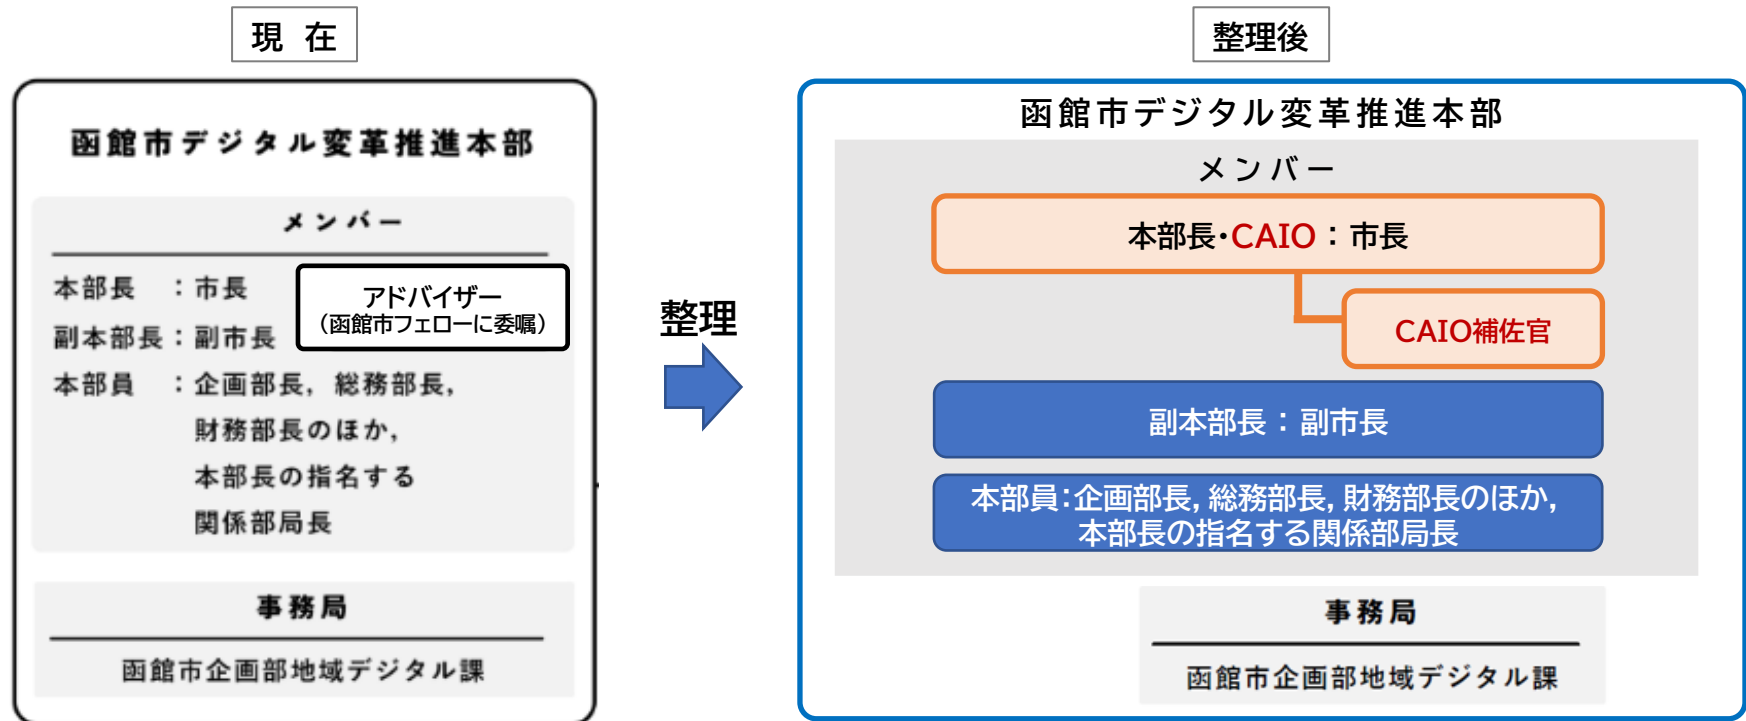 現 在
函館市デジタル変革推進本部
メンバー
本部長 ：市長
副本部長：副市長
アドバイザー
（函館市フェローに委嘱）
本部員 ：企画部長，総務部長，
財務部長のほか，
本部長の指名する
関係部局長
事務局
函館市企画部地域デジタル課
整理
整理後
函館市デジタル変革推進本部
メンバー
本部長・CAIO：市長
CAIO補佐官
副本部長：副市長
本部員：企画部長，総務部長，財務部長のほか，
本部長の指名する関係部局長
事務局
函館市企画部地域デジタル課